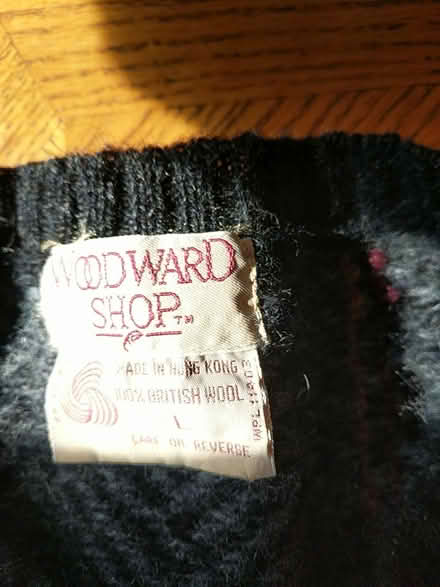 WOODWARD
SHOP™
MADE IN HONG KONG
100% BRITISH WOOL
L
CARE ON REVERSE